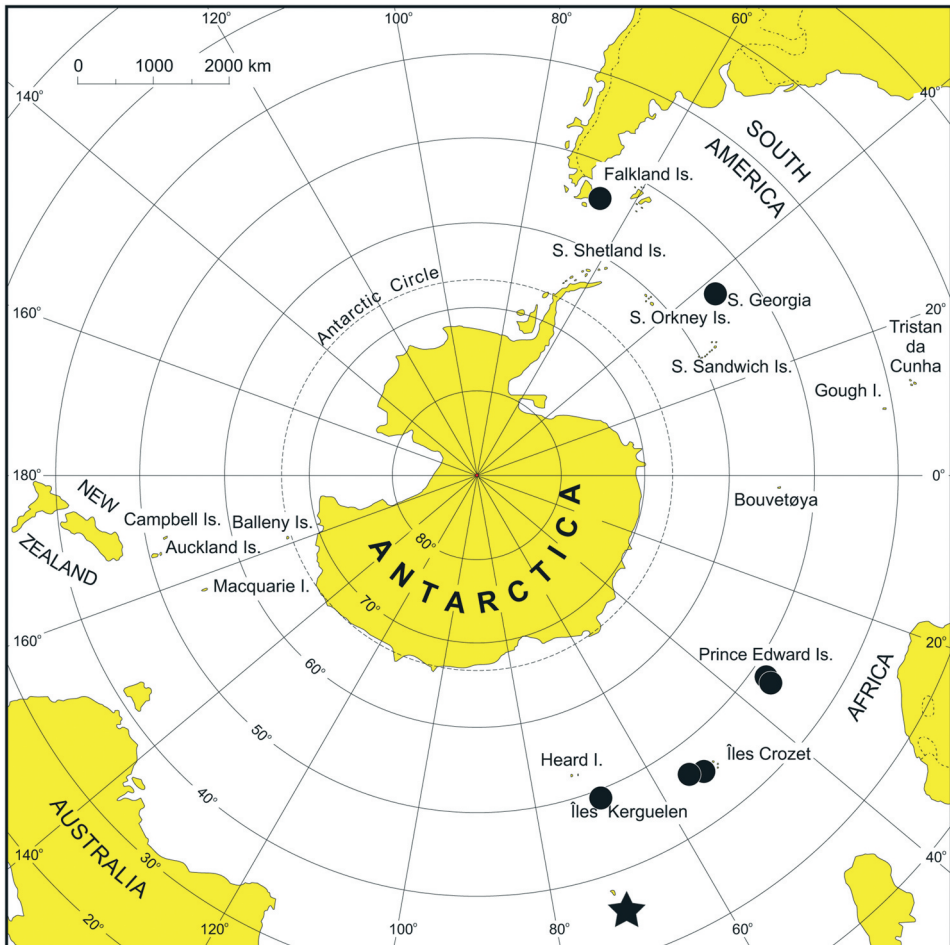 120°
100°
80°
60°
0 1000 2000 km
140°
40°
SOUTH
AMERICA
Falkland Is.
S. Shetland Is.
Antarctic Circle
160°
S. Georgia
S. Orkney Is.
20°
Tristan
da
Cunha
S. Sandwich Is.
Gough I.
180°
0°
NEW
ZEALAND
Bouvetøya
Campbell Is.
Balleny Is.
Auckland Is.
Macquarie I.
ANTARCTICA
80°
70°
60°
50°
40°
30°
20°
160°
20°
Prince Edward Is.
AFRICA
Îles Crozet
Heard I.
Îles Kerguelen
AUSTRALIA
140°
40°
120°
100°
80°
60°